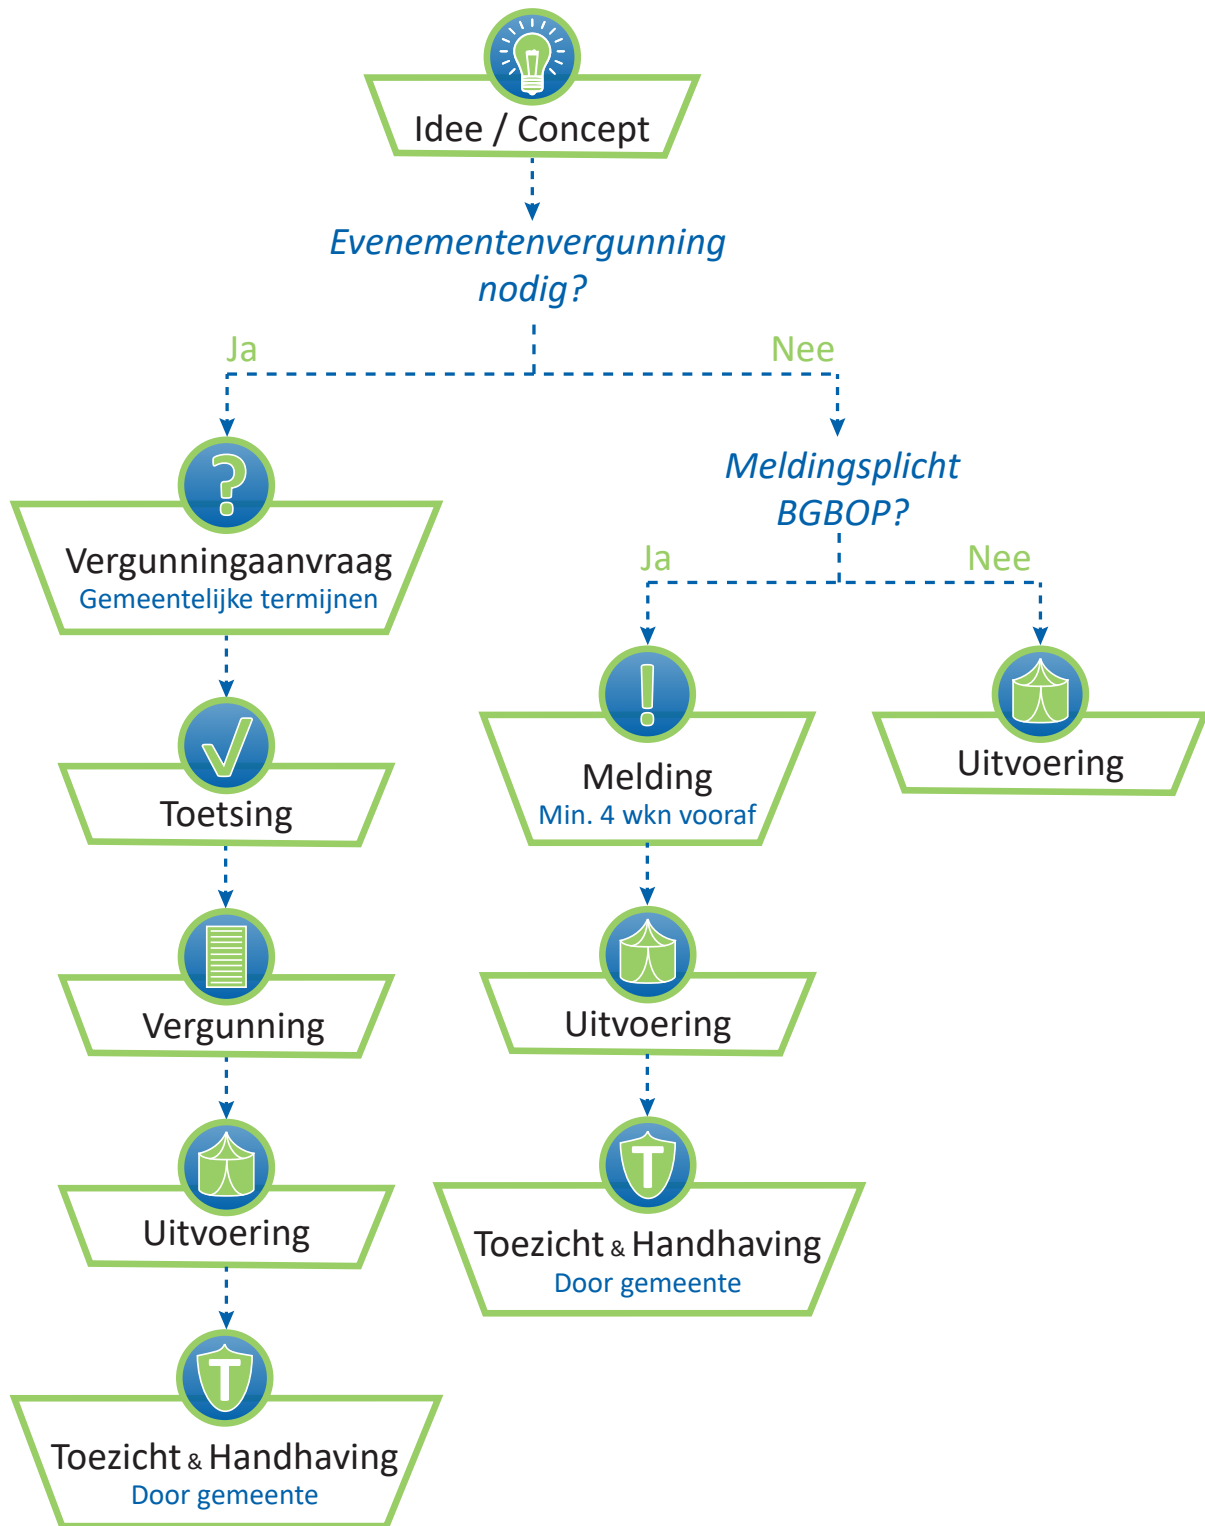 Idee / Concept
Evenementenvergunning
nodig?
Ja
Nee
Vergunningaanvraag
Gemeentelijke termijnen
Toetsing
Vergunning
Uitvoering
T
Toezicht & Handhaving
Door gemeente
Meldingsplicht
BGBOP?
Ja
Nee
Melding
Min. 4 wkn vooraf
Uitvoering
T
Toezicht & Handhaving
Door gemeente
Uitvoering